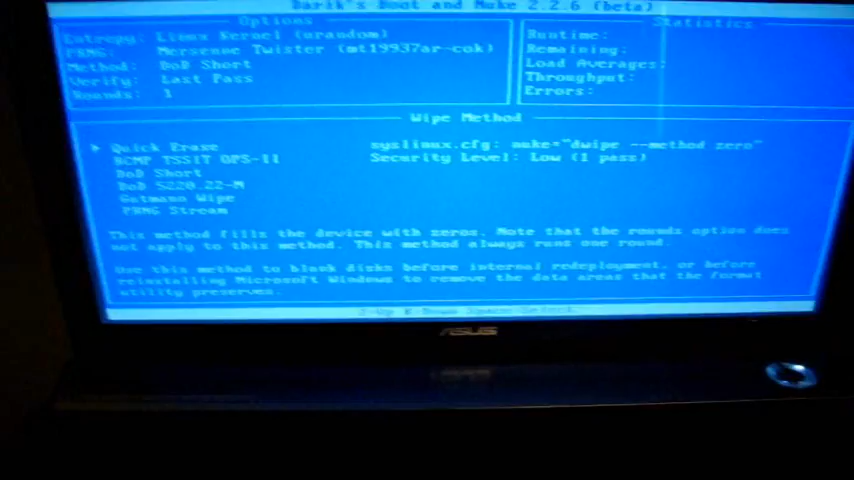 Darik's Boot and Nuke 2.2.6 (beta)
Options
Entropy: Linux Kernel (urandom)
PRNG: Mersenne Twister (mt19937ar-cok)
Method: DoD Short
Verify: Last Pass
Rounds: 1
Statistics
Runtime:
Remaining:
Load Averages:
Throughput:
Errors:
Wipe Method
Quick Erase
RCMP TSSIT OPS-II
DoD Short
DoD 5220.22-M
Gutmann Wipe
PRNG Stream
syslinux.cfg: nuke="dwipe --method zero"
Security Level: Low (1 pass)
This method fills the device with zeros. Note that the rounds option does
not apply to this method. This method always runs one round.
Use this method to blank disks before internal redeployment, or before
reinstalling Microsoft Windows to remove the data areas that the format
utility preserves.
J=Up K=Down Space=Select
ASUS